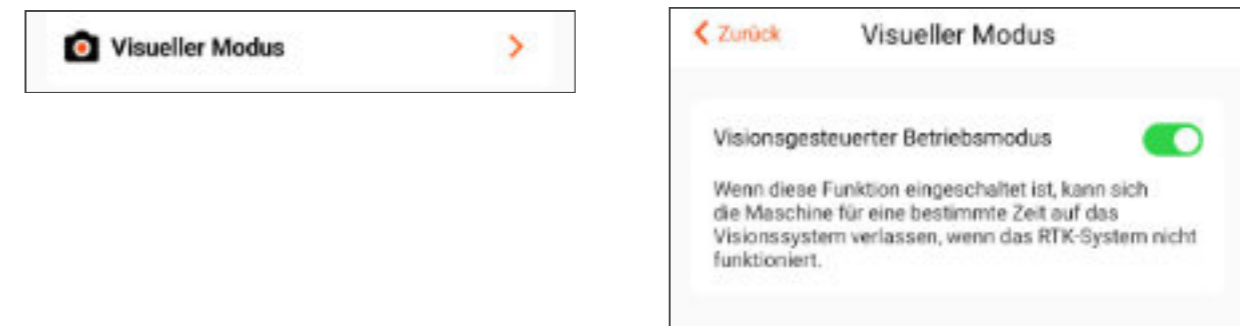 Visueller Modus
Zurück
Visueller Modus
Visionsgesteuerter Betriebsmodus
Wenn diese Funktion eingeschaltet ist, kann sich
die Maschine für eine bestimmte Zeit auf das
Visionssystem verlassen, wenn das RTK-System nicht
funktioniert.